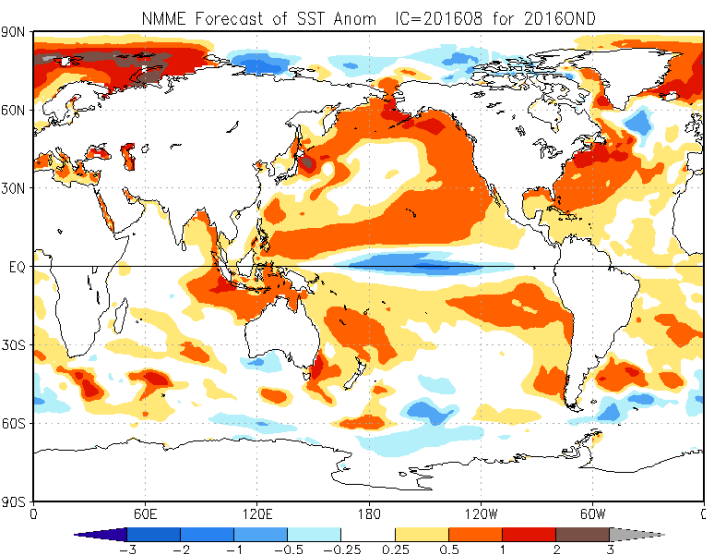 NMME Forecast of SST Anom IC=201608 for 2016OND
90N
60N
30N
EQ
30S
60S
90S
0 60E 120E 180 120W 60W 0
-3 -2 -1 -0.5 -0.25 0.25 0.5 1 2 3